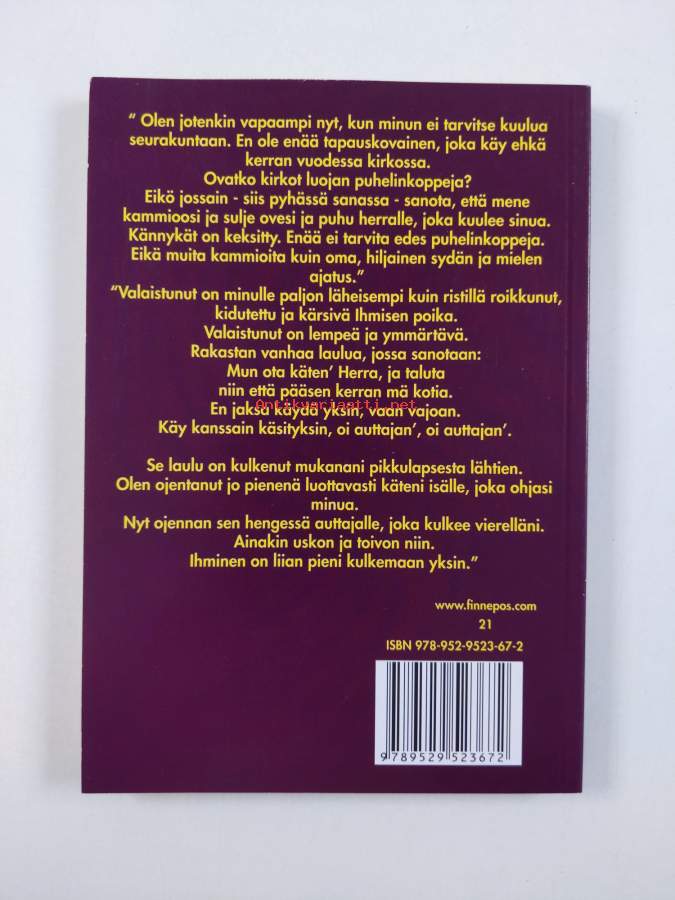 “ Olen jotenkin vapaampi nyt, kun minun ei tarvitse kuulua
seurakuntaan. En ole enää tapauskovainen, joka käy ehkä
kerran vuodessa kirkossa.
Ovatko kirkot luojan puhelinkoppeja?
Eikö jossain - siis pyhässä sanassa - sanota, että mene
kammioosi ja sulje ovesi ja puhu herralle, joka kuulee sinua.
Kännykät on keksitty. Enää ei tarvita edes puhelinkoppeja.
Eikä muita kammioita kuin oma, hiljainen sydän ja mielen
ajatus.”
“Valaistunut on minulle paljon läheisempi kuin ristillä roikkunut,
kidutettu ja kärsivä Ihmisen poika.
Valaistunut on lempeä ja ymmärtävä.
Rakastan vanhaa laulua, jossa sanotaan:
Mun ota käten’ Herra, ja taluta
niin että pääsen kerran mä kotia.
Antikvariaatti.net
En jaksa käydä yksin, vaan vajoan.
Käy kanssain käsityksin, oi auttajan’, oi auttajan’.
Se laulu on kulkenut mukanani pikkulapsesta lähtien.
Olen ojentanut jo pienenä luottavasti käteni isälle, joka ohjasi
minua.
Nyt ojennan sen hengessä auttajalle, joka kulkee vierelläni.
Ainakin uskon ja toivon niin.
Ihminen on liian pieni kulkemaan yksin.”
www.finnepos.com
21
ISBN 978-952-9523-67-2
9 789529 523672